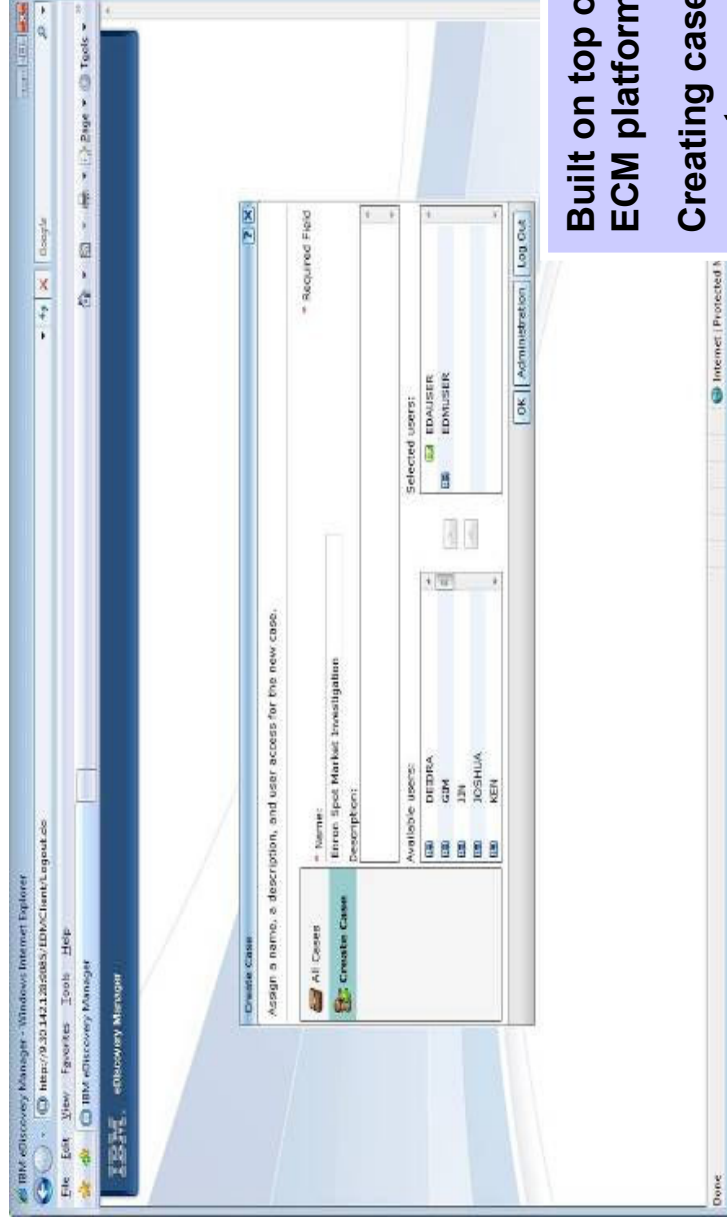 IBM eDiscovery Manager - Windows Internet Explorer
http://9.30.142.128:9085/EDMClient/Logout.do
Google
File Edit View Favorites Tools Help
IBM eDiscovery Manager
Page Tools
IBM. eDiscovery Manager
Create Case
Assign a name, a description, and user access for the new case.
All Cases
Create Case
* Name:
* Required Field
Enron Spot Market Investigation
Description:
Available users:
Selected users:
DEIDRA
GIM
JIN
JOSHUA
KEN
EDAUSER
EDMUSER
OK Administration Log Out
Done
Internet | Protected
Built on top o
ECM platform
Creating case